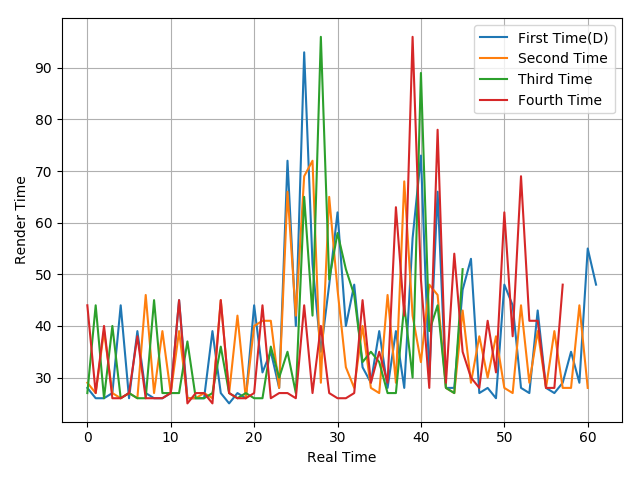 First Time(D)
Second Time
Third Time
Fourth Time
Render Time
90
80
70
60
50
40
30
0 10 20 30 40 50 60
Real Time